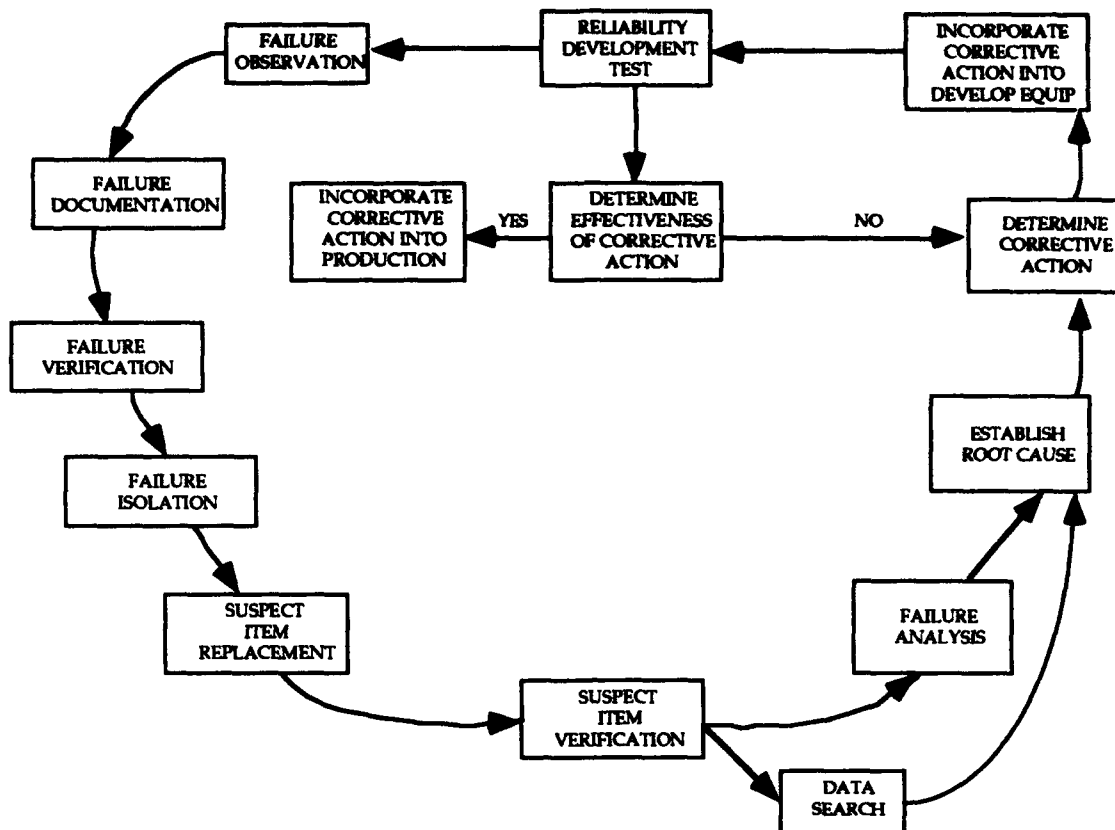 FAILURE
OBSERVATION
RELIABILITY
DEVELOPMENT
TEST
INCORPORATE
CORRECTIVE
ACTION INTO
DEVELOP EQUIP
FAILURE
DOCUMENTATION
INCORPORATE
CORRECTIVE
ACTION INTO
PRODUCTION
YES
DETERMINE
EFFECTIVENESS
OF CORRECTIVE
ACTION
NO
DETERMINE
CORRECTIVE
ACTION
FAILURE
VERIFICATION
ESTABLISH
ROOT CAUSE
FAILURE
ISOLATION
SUSPECT
ITEM
REPLACEMENT
FAILURE
ANALYSIS
SUSPECT
ITEM
VERIFICATION
DATA
SEARCH